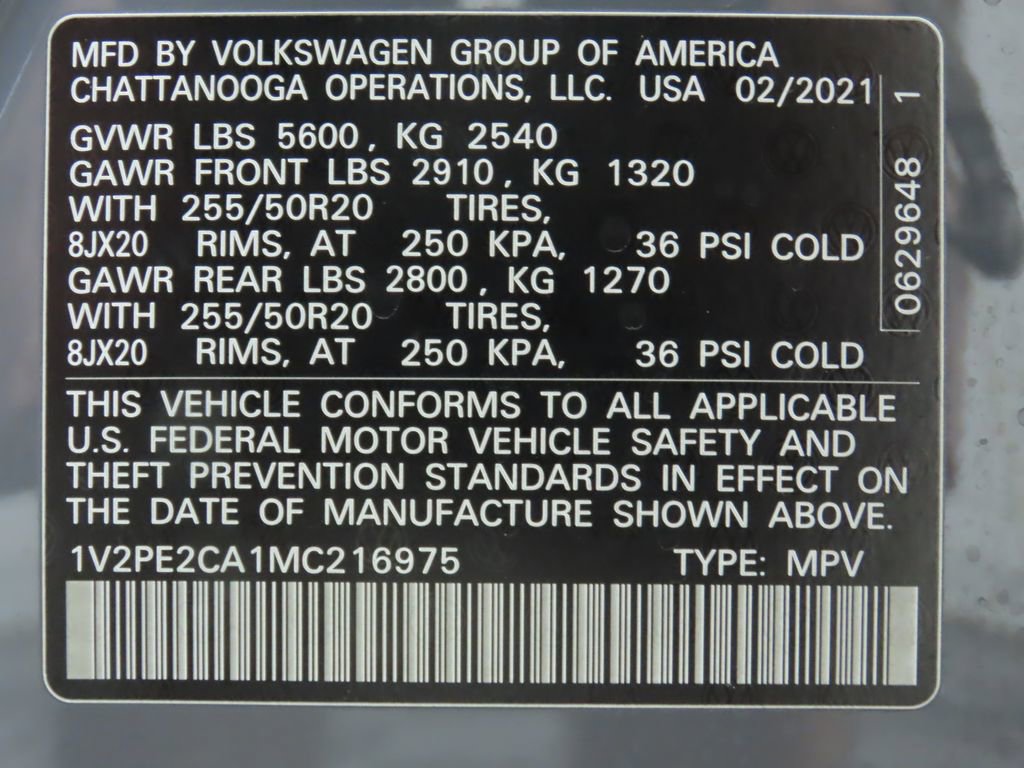 MFD BY VOLKSWAGEN GROUP OF AMERICA
CHATTANOOGA OPERATIONS, LLC. USA 02/2021
GVWR LBS 5600, KG 2540
GAWR FRONT LBS 2910, KG 1320
WITH 255/50R20 TIRES,
8JX20 RIMS, AT 250 KPA, 36 PSI COLD
GAWR REAR LBS 2800, KG 1270
WITH 255/50R20 TIRES,
8JX20 RIMS, AT 250 KPA, 36 PSI COLD
0629648 1
THIS VEHICLE CONFORMS TO ALL APPLICABLE
U.S. FEDERAL MOTOR VEHICLE SAFETY AND
THEFT PREVENTION STANDARDS IN EFFECT ON
THE DATE OF MANUFACTURE SHOWN ABOVE.
1V2PE2CA1MC216975 TYPE: MPV